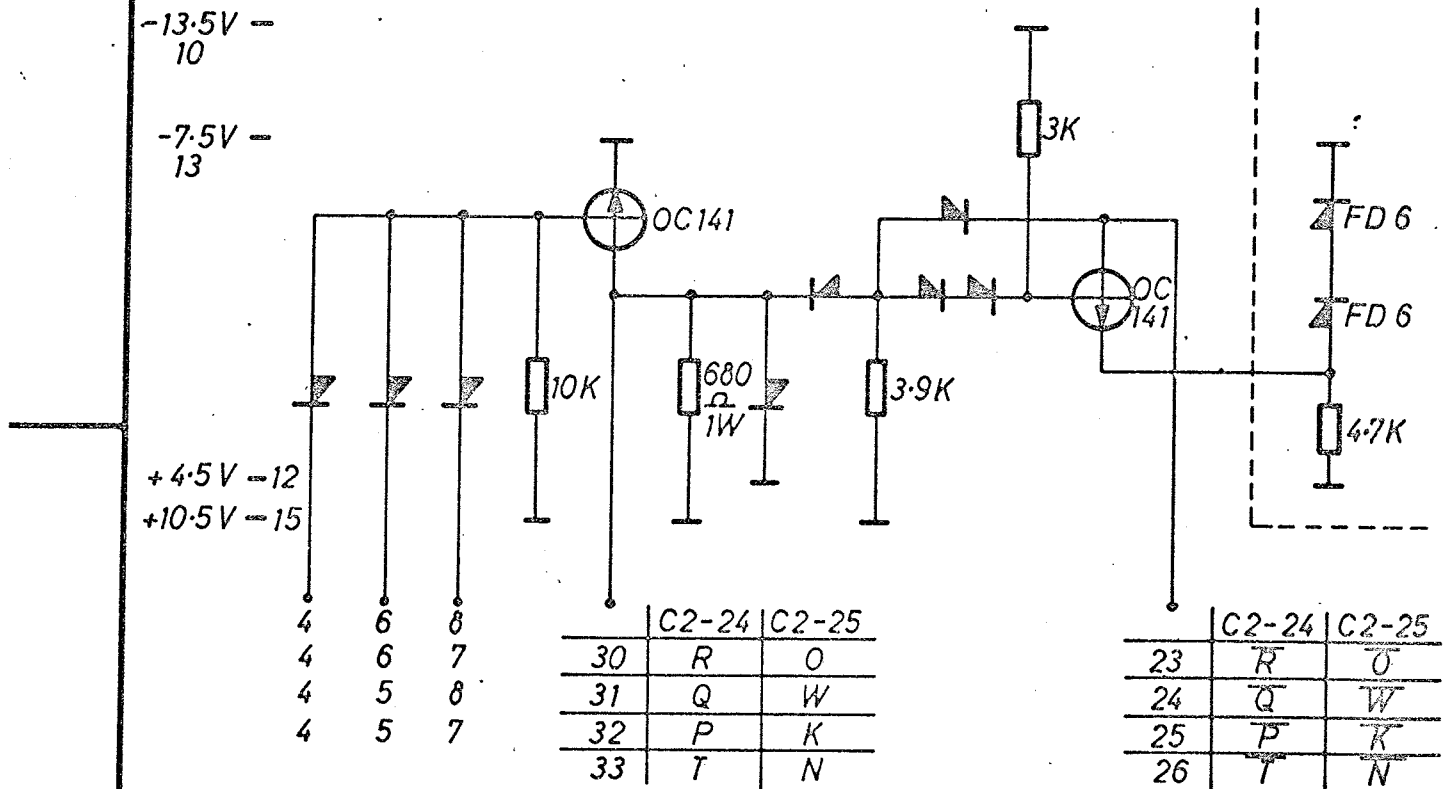 -13·5V -
10
-7·5V -
13
3K
OC141
FD 6
OC
141
FD 6
10K
680
Ω
1W
3·9K
4·7K
+ 4·5 V - 12
+10·5V - 15
4 6 8
4 6 7
4 5 8
4 5 7
C2-24 C2-25
30 R O
31 Q W
32 P K
33 T N
C2-24 C2-25
23 R̅ O̅
24 Q̅ W̅
25 P̅ K̅
26 T̅ N̅